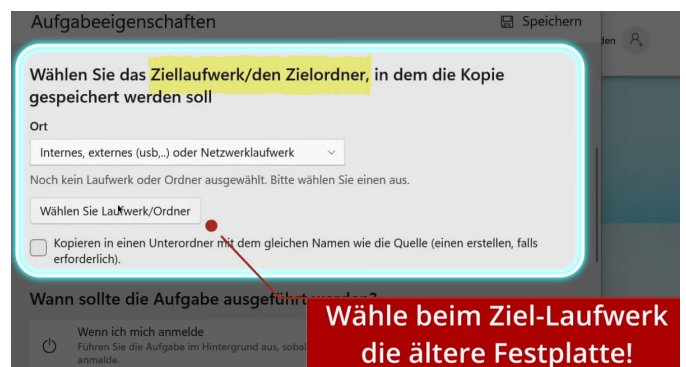 Aufgabeeigenschaften
Speichern
den
Wählen Sie das Ziellaufwerk/den Zielordner, in dem die Kopie
gespeichert werden soll
Ort
Internes, externes (usb,..) oder Netzwerklaufwerk
Noch kein Laufwerk oder Ordner ausgewählt. Bitte wählen Sie einen aus.
Wählen Sie Laufwerk/Ordner
Kopieren in einen Unterordner mit dem gleichen Namen wie die Quelle (einen erstellen, falls
erforderlich).
Wann sollte die Aufgabe ausgeführt werden?
Wenn ich mich anmelde
Führen Sie die Aufgabe im Hintergrund aus,
anmelde.
Wähle beim Ziel-Laufwerk
die ältere Festplatte!